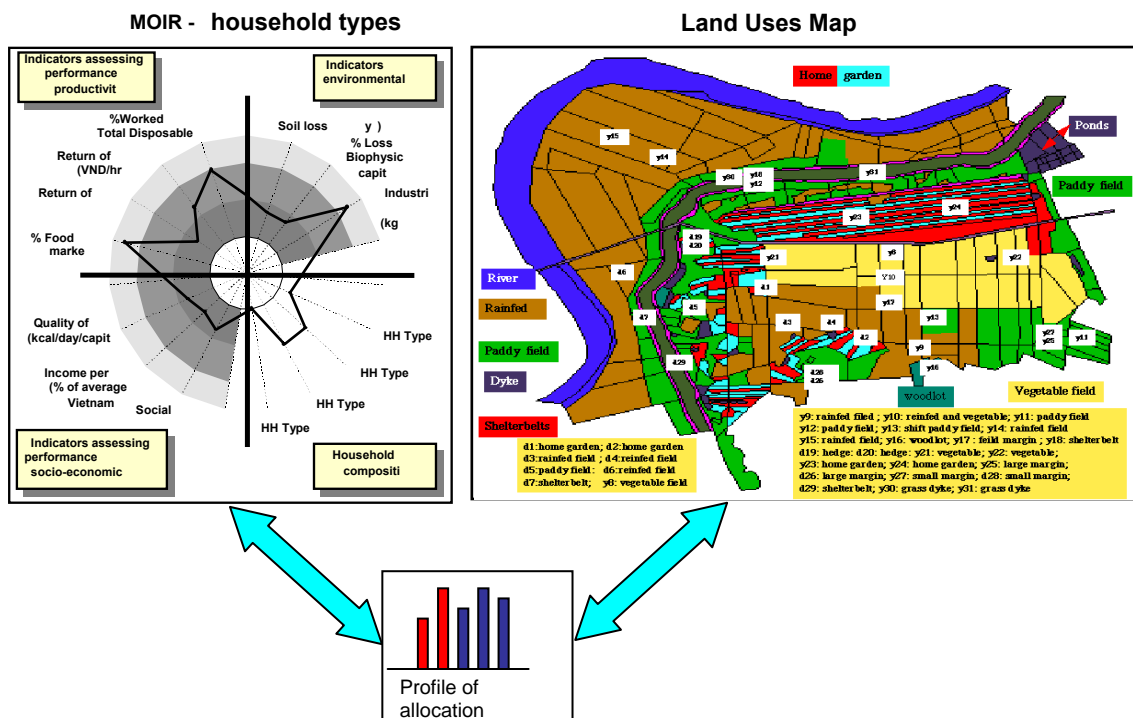 MOIR - household types
Land Uses Map
Indicators assessing
performance
productivit
Indicators
environmental
%Worked
Total Disposable
Soil loss
y )
% Loss
Biophysic
capit
Return of
(VND/hr
Return of
Industri
(kg
% Food
marke
Quality of
(kcal/day/capit
Income per
(% of average
Vietnam
Social
HH Type
HH Type
HH Type
HH Type
Indicators assessing
performance
socio-economic
Household
compositi
Home garden
Ponds
Paddy field
River
Rainfed
Paddy field
Dyke
Shelterbelts
woodlot
Vegetable field
y15
y14
y30
y18
y12
y31
y24
y23
d19
d20
y21
y8
y22
d6
Y10
d1
d5
y17
d7
d3
d4
y13
d2
y9
y27
y25
y11
d29
y16
d28
d26
d1:home garden; d2:home garden
d3:rainfed field ; d4:reinfed field
d5:paddy field: d6:reinfed field
d7:shelterbelt; y8: vegetable field
y9: rainfed filed ; y10: reinfed and vegetable; y11: paddy field
y12: paddy field; y13: shift paddy field; y14: rainfed field
y15: rainfed field; y16: woodlot; y17 : feikl margin ; y18: shelterbelt
d19: hedge: d20: hedge: y21: vegetable; y22: vegetable;
y23: home garden; y24: home garden; y25: large margin;
d26: large margin; y27: small margin; d28: small margin;
d29: shelterbelt; y30: grass dyke; y31: grass dyke
Profile of
allocation